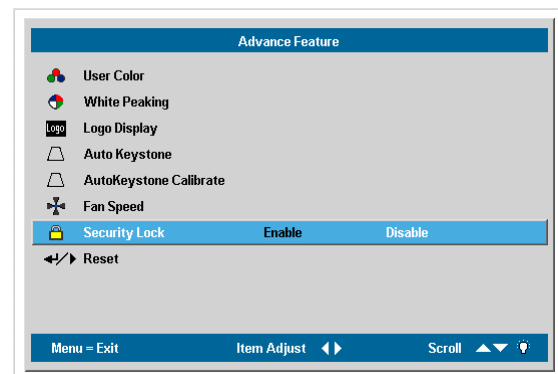 Advance Feature
User Color
White Peaking
Logo Logo Display
Auto Keystone
AutoKeystone Calibrate
Fan Speed
Security Lock Enable Disable
Reset
Menu = Exit Item Adjust Scroll